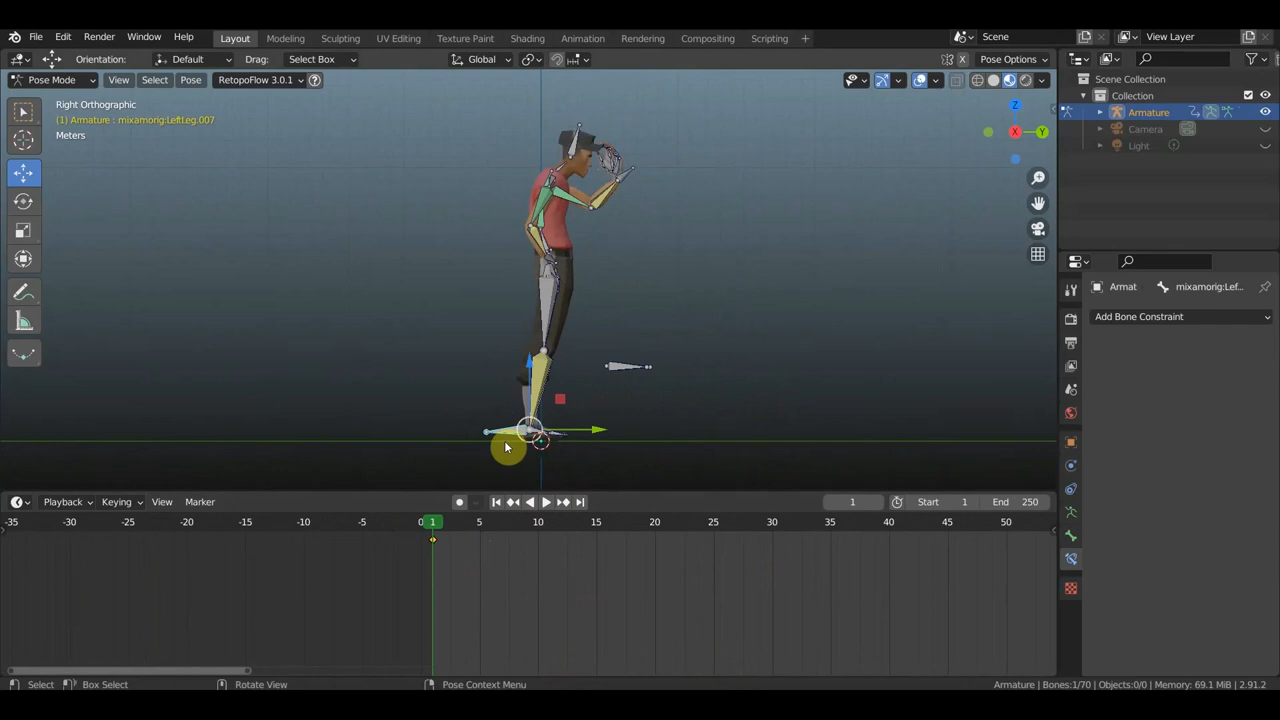 File Edit Render Window Help Layout Modeling Sculpting UV Editing Texture Paint Shading Animation Rendering Compositing Scripting + Scene View Layer
Orientation: Default Drag: Select Box Global X Pose Options
Pose Mode View Select Pose RetopoFlow 3.0.1
Scene Collection
Collection
Armature
Camera
Light
Right Orthographic
(1) Armature : mixamorig:LeftLeg.007
Meters
Z
X
Y
Armat mixamorig:Lef...
Add Bone Constraint
Playback Keying View Marker 1 Start 1 End 250
-35 -30 -25 -20 -15 -10 -5 0 1 5 10 15 20 25 30 35 40 45 50
Select Box Select Rotate View Pose Context Menu Armature | Bones:1/70 | Objects:0/0 | Memory: 69.1 MiB | 2.91.2